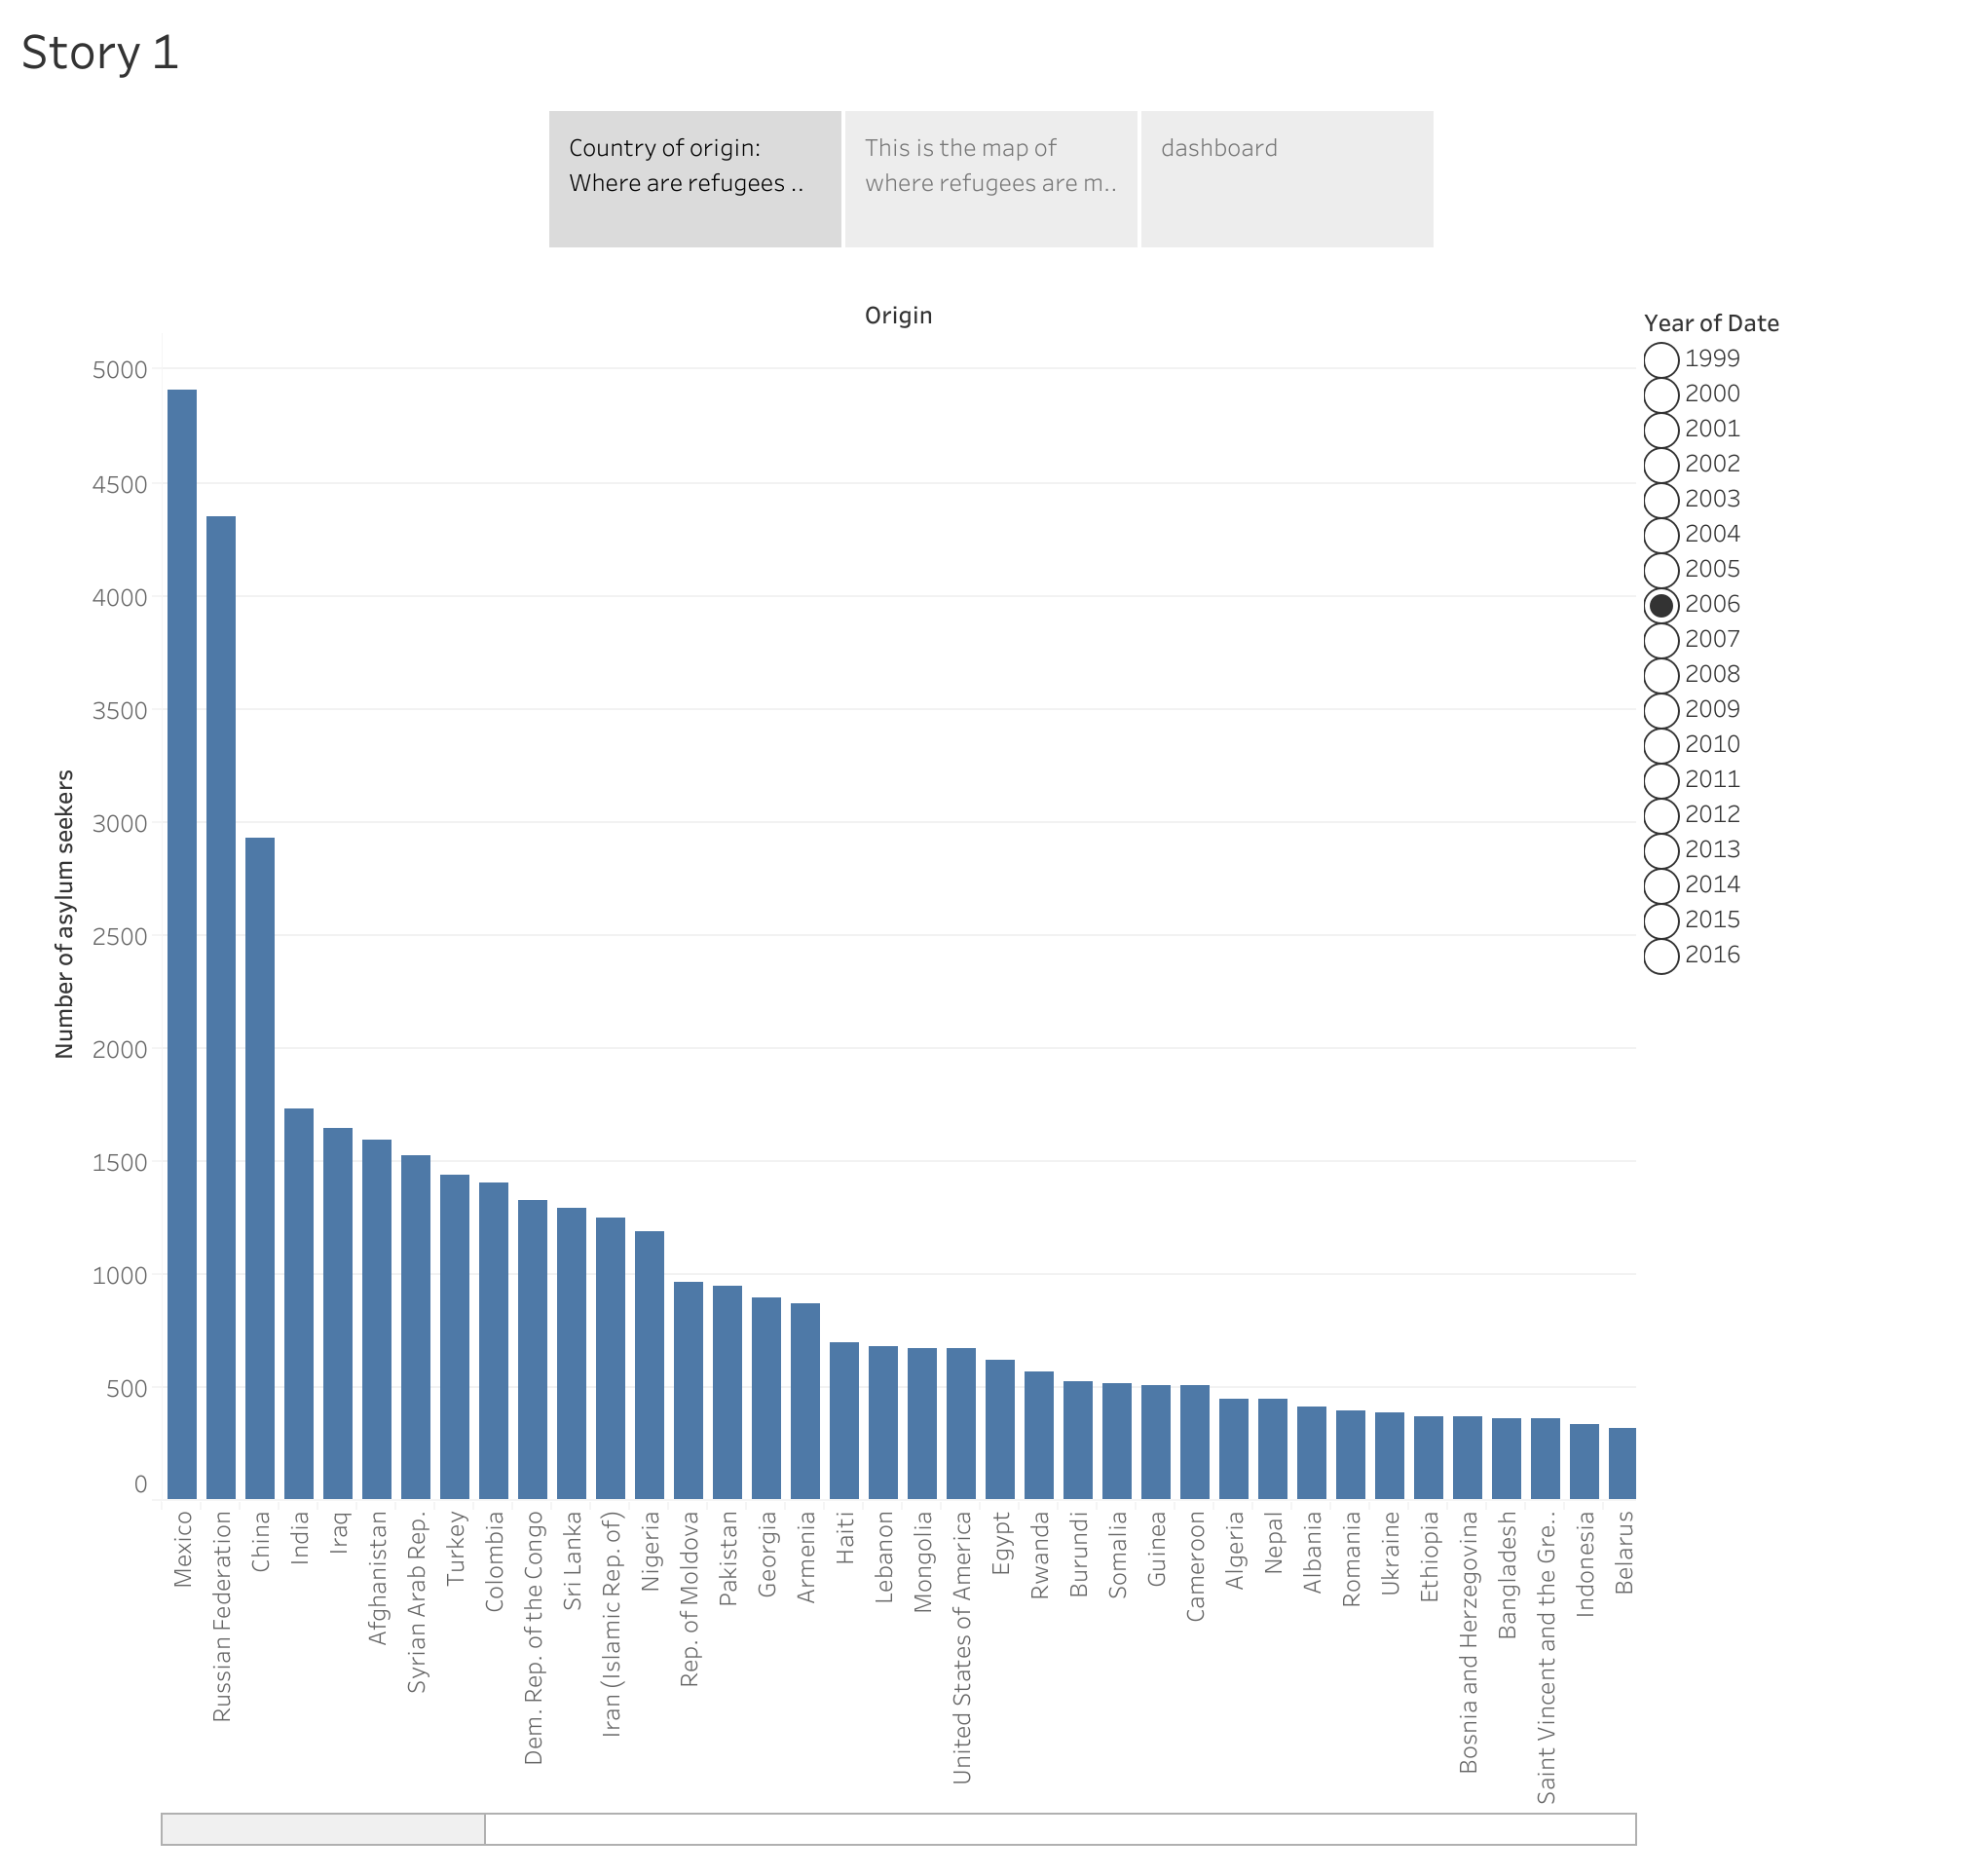 Story 1
Country of origin:
Where are refugees ..
This is the map of
where refugees are m..
dashboard
Origin
Year of Date
1999
2000
2001
2002
2003
2004
2005
2006
2007
2008
2009
2010
2011
2012
2013
2014
2015
2016
Number of asylum seekers
5000
4500
4000
3500
3000
2500
2000
1500
1000
500
0
Mexico
Russian Federation
China
India
Iraq
Afghanistan
Syrian Arab Rep.
Turkey
Colombia
Dem. Rep. of the Congo
Sri Lanka
Iran (Islamic Rep. of)
Nigeria
Rep. of Moldova
Pakistan
Georgia
Armenia
Haiti
Lebanon
Mongolia
United States of America
Egypt
Rwanda
Burundi
Somalia
Guinea
Cameroon
Algeria
Nepal
Albania
Romania
Ukraine
Ethiopia
Bosnia and Herzegovina
Bangladesh
Saint Vincent and the Gre..
Indonesia
Belarus